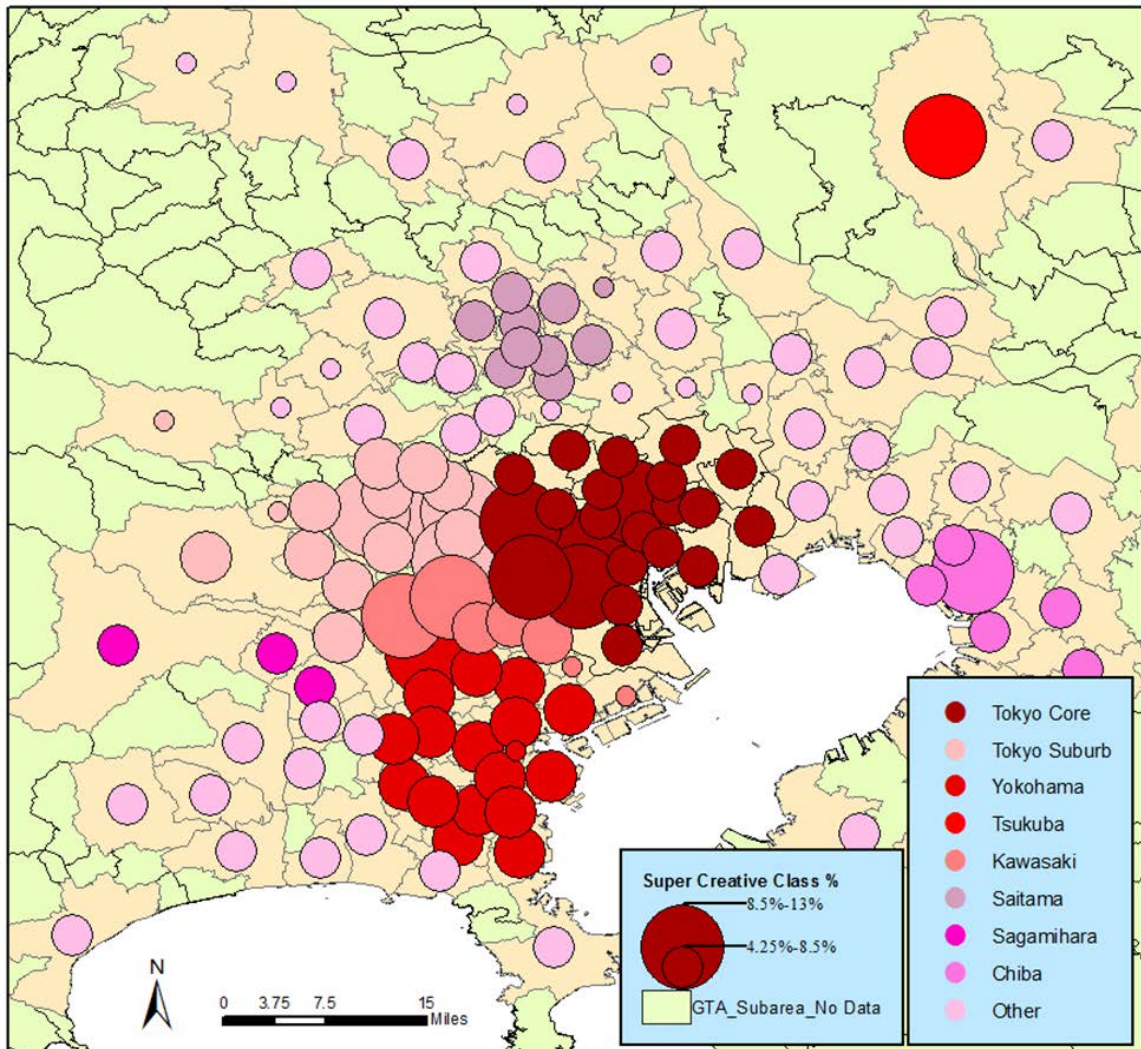 Tokyo Core
Tokyo Suburb
Yokohama
Tsukuba
Kawasaki
Saitama
Sagamihara
Chiba
Other
Super Creative Class %
8.5%-13%
4.25%-8.5%
GTA_Subarea_No Data
N
0 3.75 7.5 15
Miles